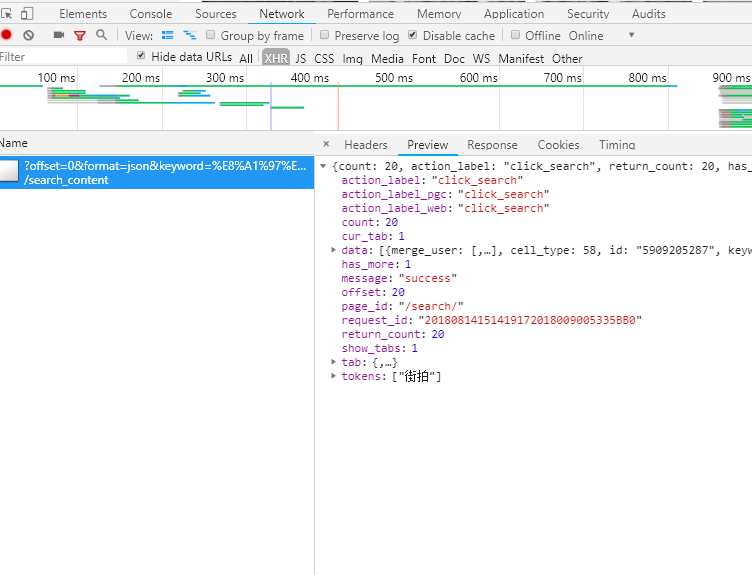 Elements Console Sources Network Performance Memory Application Security Audits
View: Group by frame Preserve log Disable cache Offline Online
Filter Hide data URLs All XHR JS CSS Img Media Font Doc WS Manifest Other
100 ms 200 ms 300 ms 400 ms 500 ms 600 ms 700 ms 800 ms 900 ms
Name × Headers Preview Response Cookies Timing
?offset=0&format=json&keyword=%E8%A1%97%E...
/search_content
{count: 20, action_label: "click_search", return_count: 20, has_
action_label: "click_search"
action_label_pgc: "click_search"
action_label_web: "click_search"
count: 20
cur_tab: 1
data: [{merge_user: [,…], cell_type: 58, id: "5909205287", keyw
has_more: 1
message: "success"
offset: 20
page_id: "/search/"
request_id: "20180814151419172018009005335BB0"
return_count: 20
show_tabs: 1
tab: {,…}
tokens: ["街拍"]